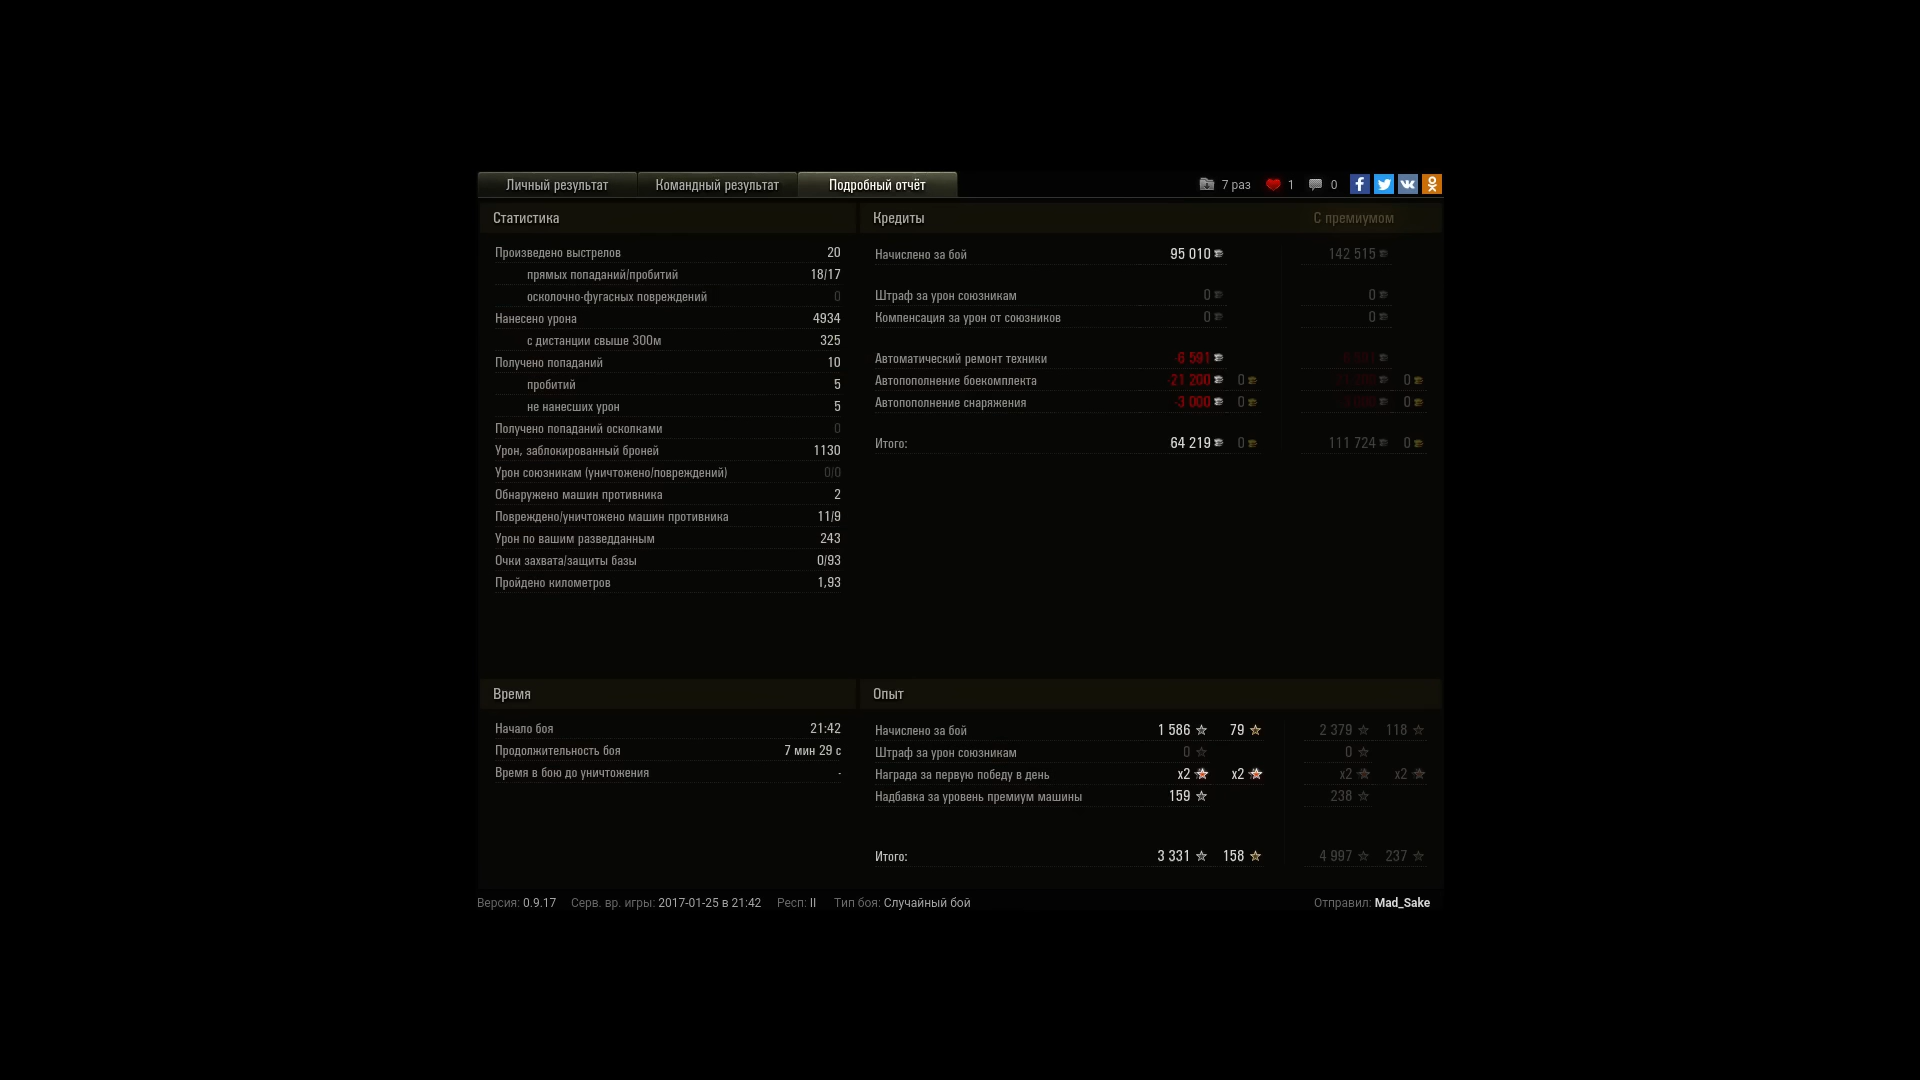 Личный результат Командный результат Подробный отчёт 7 раз 1 0
Статистика
Произведено выстрелов 20
прямых попаданий/пробитий 18/17
осколочно-фугасных повреждений 0
Нанесено урона 4934
с дистанции свыше 300м 325
Получено попаданий 10
пробитий 5
не нанесших урон 5
Получено попаданий осколками 0
Урон, заблокированный броней 1130
Урон союзникам (уничтожено/повреждений) 0/0
Обнаружено машин противника 2
Повреждено/уничтожено машин противника 11/9
Урон по вашим разведданным 243
Очки захвата/защиты базы 0/93
Пройдено километров 1,93
Кредиты С премиумом
Начислено за бой 95 010 142 515
Штраф за урон союзникам 0 0
Компенсация за урон от союзников 0 0
Автоматический ремонт техники -6 591
Автопополнение боекомплекта -21 200 0 0
Автопополнение снаряжения -3 000 0 0
Итого: 64 219 0 111 724 0
Время
Начало боя 21:42
Продолжительность боя 7 мин 29 с
Время в бою до уничтожения -
Опыт
Начислено за бой 1 586 79 2 379 118
Штраф за урон союзникам 0 0
Награда за первую победу в день x2 x2 x2 x2
Надбавка за уровень премиум машины 159 238
Итого: 3 331 158 4 997 237
Версия: 0.9.17 Серв. вр. игры: 2017-01-25 в 21:42 Респ: II Тип боя: Случайный бой Отправил: Mad_Sake